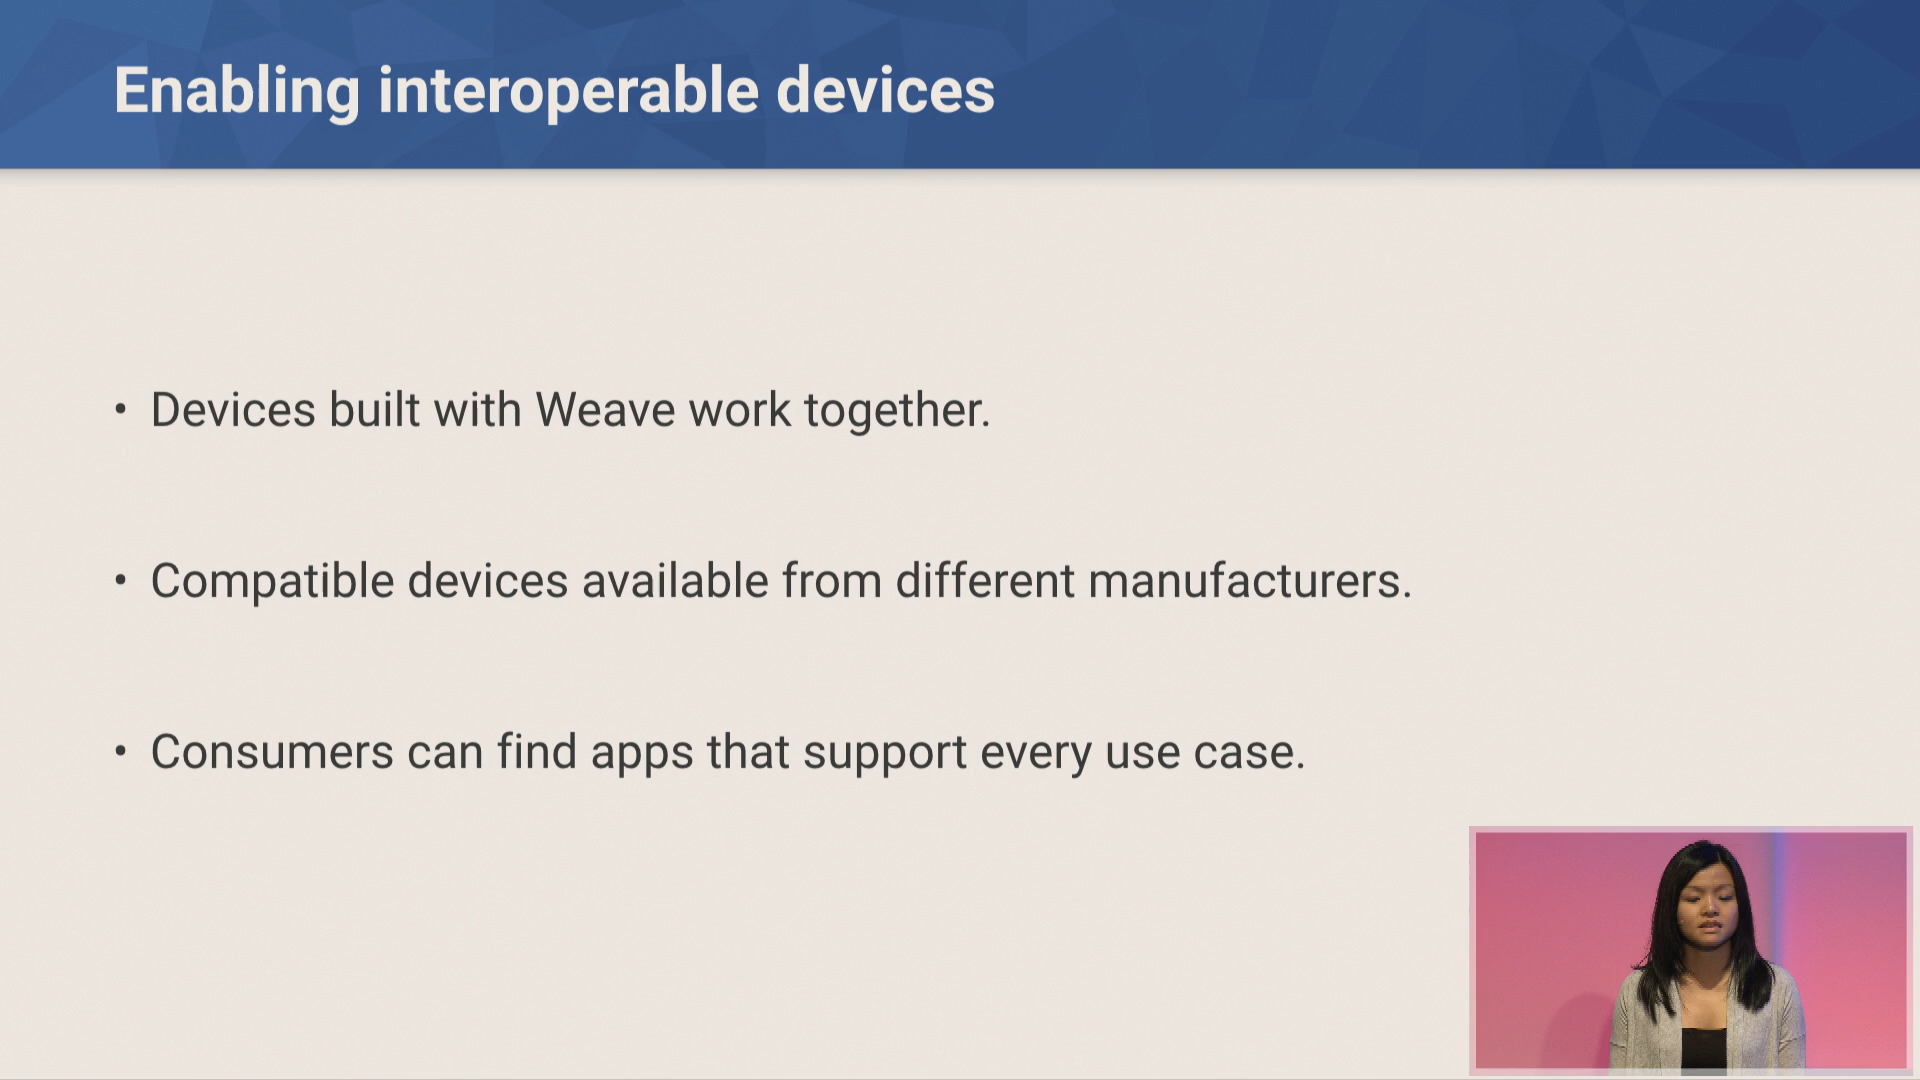 Enabling interoperable devices
• Devices built with Weave work together.
• Compatible devices available from different manufacturers.
• Consumers can find apps that support every use case.